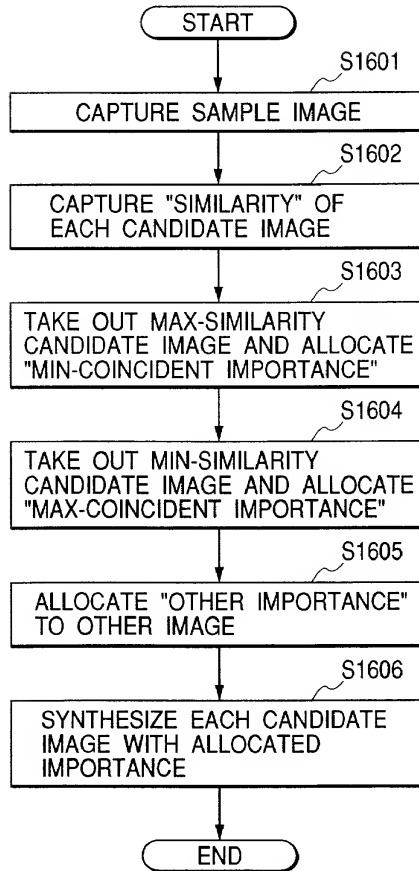 START
S1601
CAPTURE SAMPLE IMAGE
S1602
CAPTURE "SIMILARITY" OF
EACH CANDIDATE IMAGE
S1603
TAKE OUT MAX-SIMILARITY
CANDIDATE IMAGE AND ALLOCATE
"MIN-COINCIDENT IMPORTANCE"
S1604
TAKE OUT MIN-SIMILARITY
CANDIDATE IMAGE AND ALLOCATE
"MAX-COINCIDENT IMPORTANCE"
S1605
ALLOCATE "OTHER IMPORTANCE"
TO OTHER IMAGE
S1606
SYNTHESIZE EACH CANDIDATE
IMAGE WITH ALLOCATED
IMPORTANCE
END